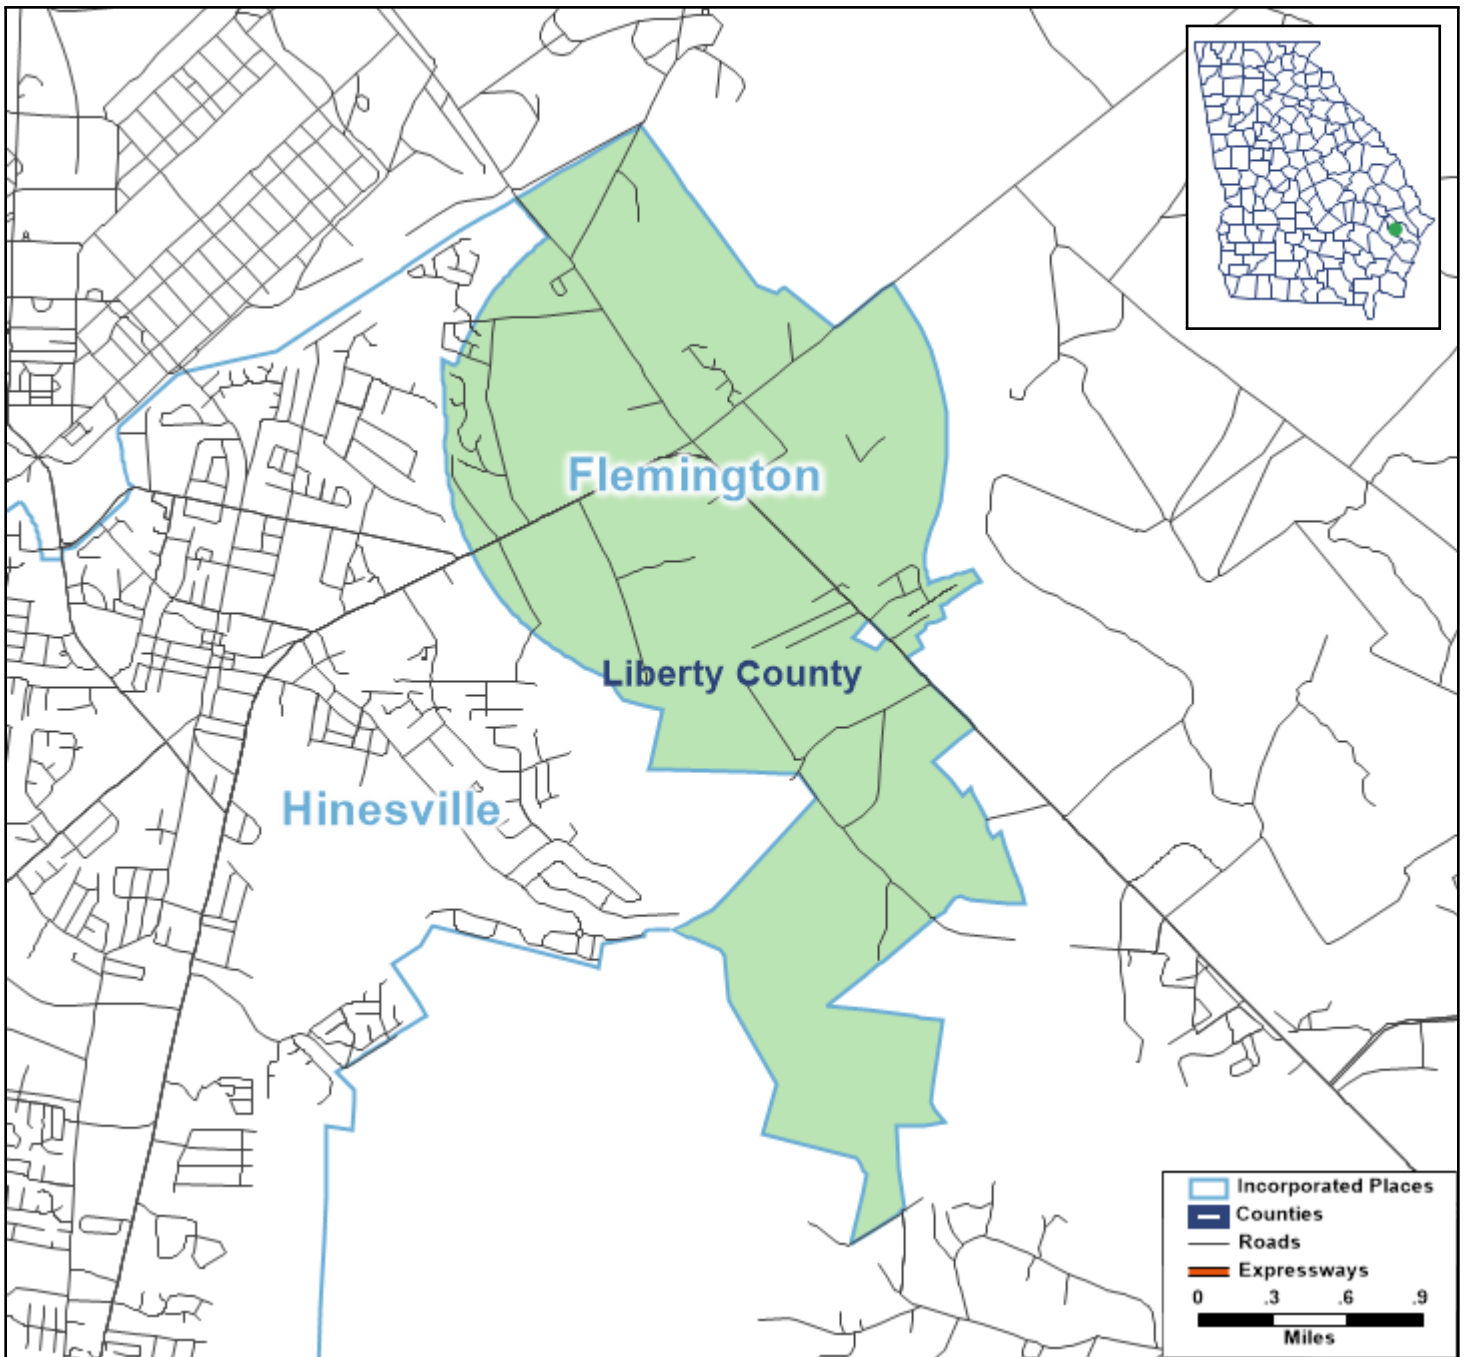 Flemington
Liberty County
Hinesville
Incorporated Places
Counties
Roads
Expressways
0 .3 .6 .9
Miles